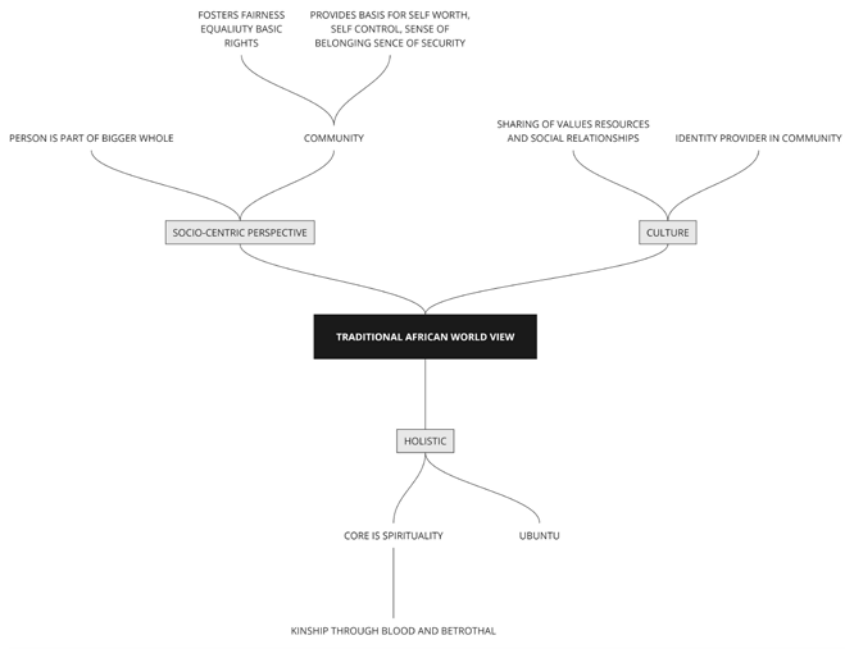 FOSTERS FAIRNESS
EQUALIUTY BASIC
RIGHTS
PROVIDES BASIS FOR SELF WORTH,
SELF CONTROL, SENSE OF
BELONGING SENCE OF SECURITY
PERSON IS PART OF BIGGER WHOLE
COMMUNITY
SHARING OF VALUES RESOURCES
AND SOCIAL RELATIONSHIPS
IDENTITY PROVIDER IN COMMUNITY
SOCIO-CENTRIC PERSPECTIVE
CULTURE
TRADITIONAL AFRICAN WORLD VIEW
HOLISTIC
CORE IS SPIRITUALITY
UBUNTU
KINSHIP THROUGH BLOOD AND BETROTHAL